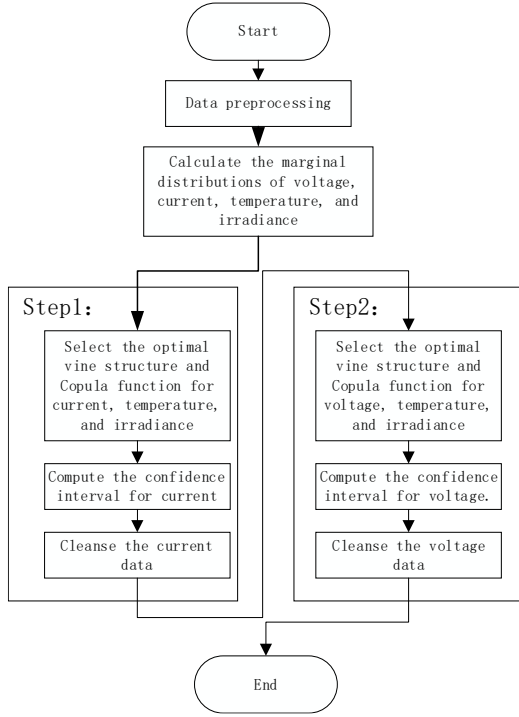 Start
Data preprocessing
Calculate the marginal
distributions of voltage,
current, temperature, and
irradiance
Step1:
Select the optimal
vine structure and
Copula function for
current, temperature,
and irradiance
Compute the confidence
interval for current
Cleanse the current
data
Step2:
Select the optimal
vine structure and
Copula function for
voltage, temperature,
and irradiance
Compute the confidence
interval for voltage.
Cleanse the voltage
data
End